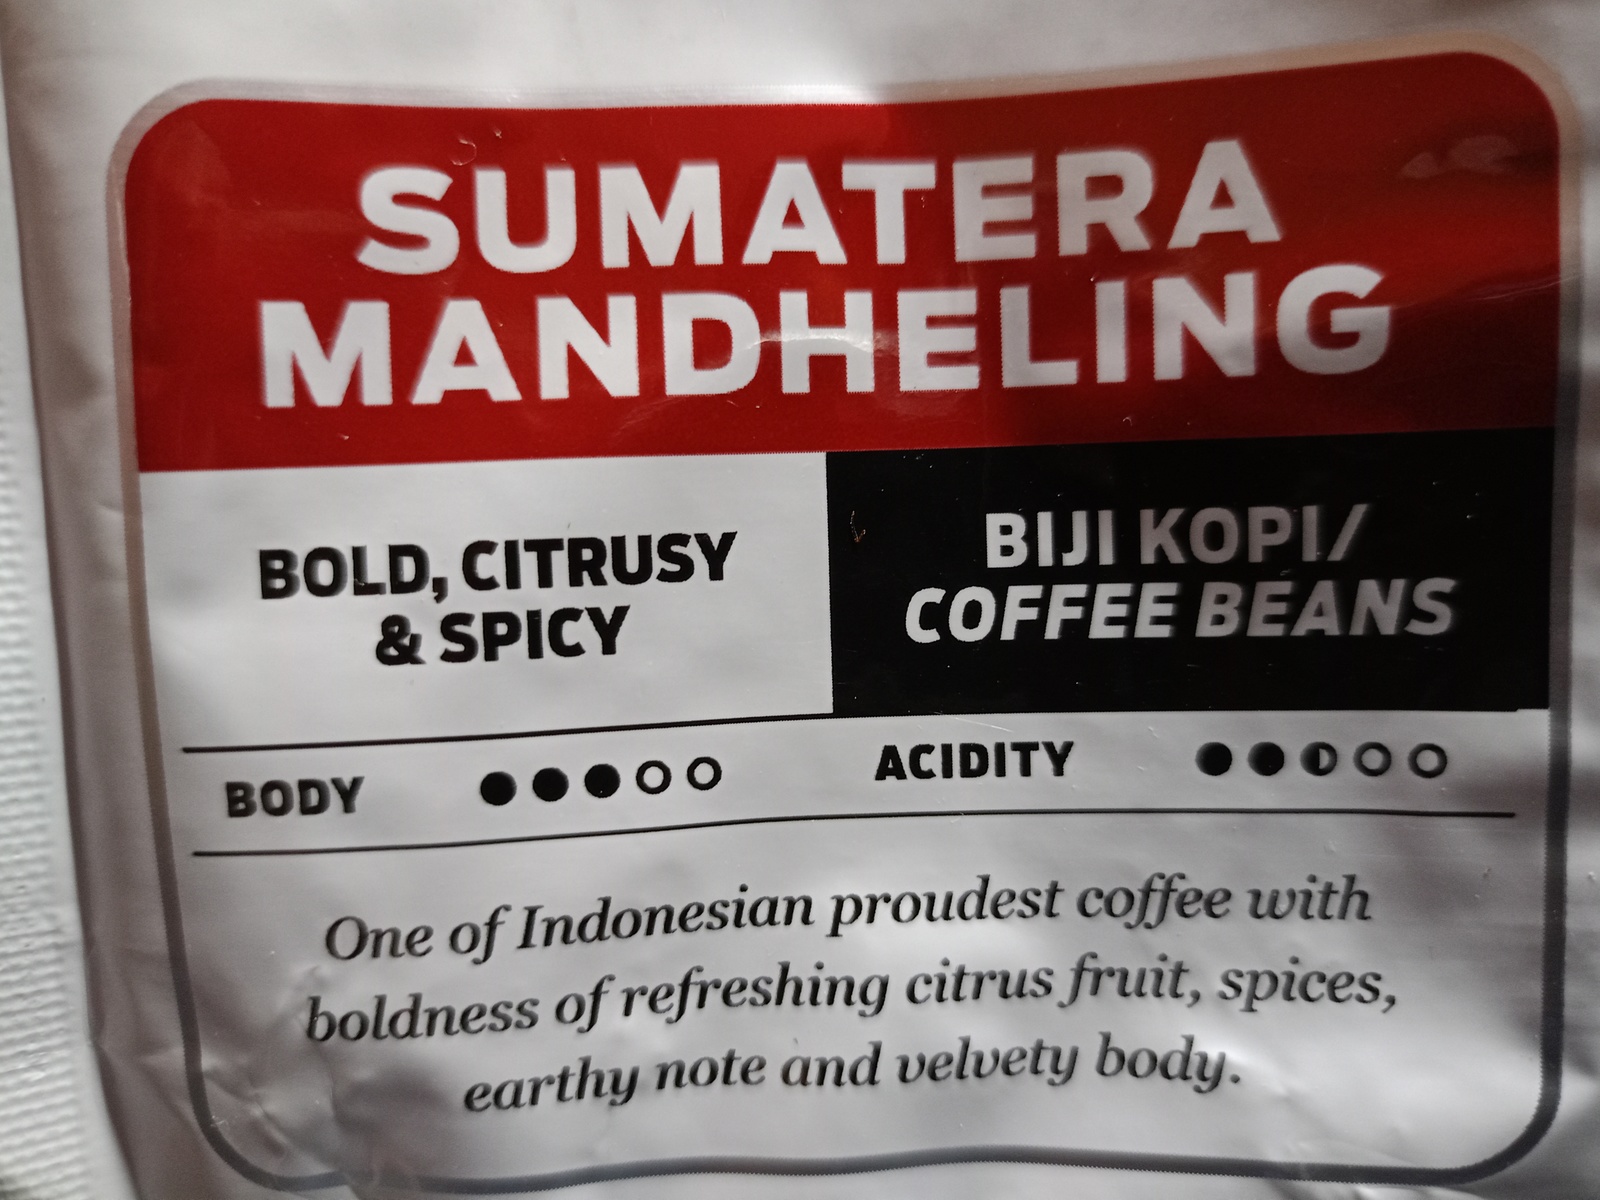 SUMATERA
MANDHELING
BOLD, CITRUSY
& SPICY
BIJI KOPI/
COFFEE BEANS
BODY
ACIDITY
One of Indonesian proudest coffee with
boldness of refreshing citrus fruit, spices,
earthy note and velvety body.